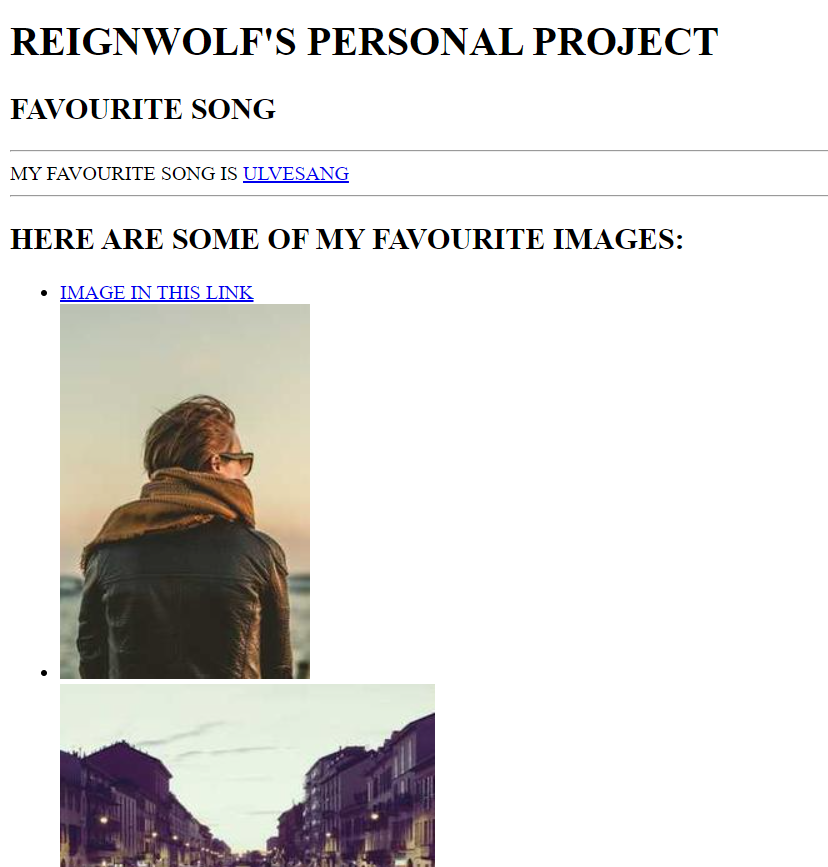 REIGNWOLF'S PERSONAL PROJECT
FAVOURITE SONG
MY FAVOURITE SONG IS ULVESANG
HERE ARE SOME OF MY FAVOURITE IMAGES:
IMAGE IN THIS LINK